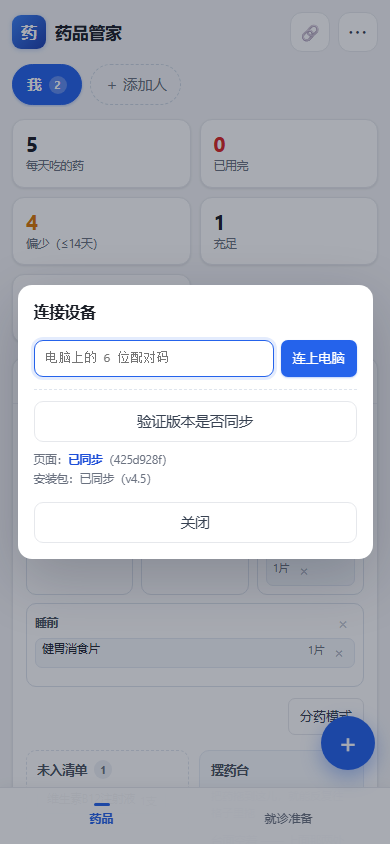 药 药品管家
我 2 + 添加人
5 0
每天吃的药 已用完
4 1
偏少（≤14天） 充足
连接设备
电脑上的 6 位配对码 连上电脑
验证版本是否同步
页面：已同步（425d928f）
安装包：已同步（v4.5）
关闭
1片 ×
睡前 ×
健胃消食片 1片 ×
分药模式
+
未入清单 1 摆药台
药品 就诊准备